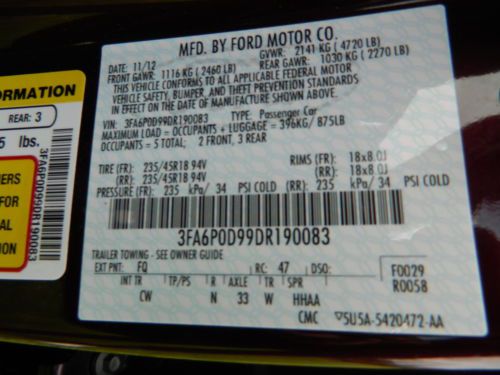 MFD. BY FORD MOTOR CO.
DATE: 11/12 GVWR: 2141 KG ( 4720 LB)
FRONT GAWR: 1116 KG ( 2460 LB) REAR GAWR: 1030 KG ( 2270 LB)
THIS VEHICLE CONFORMS TO ALL APPLICABLE FEDERAL MOTOR
VEHICLE SAFETY, BUMPER, AND THEFT PREVENTION STANDARDS
IN EFFECT ON THE DATE OF MANUFACTURE SHOWN ABOVE.
VIN: 3FA6P0D99DR190083 TYPE: Passenger Car
MAXIMUM LOAD = OCCUPANTS + LUGGAGE = 396KG/ 875LB
OCCUPANTS = 5 TOTAL; 2 FRONT, 3 REAR
TIRE (FR): 235/45R18 94V RIMS (FR): 18x8.0J
(RR): 235/45R18 94V (RR): 18x8.0J
PRESSURE (FR): 235 kPa/ 34 PSI COLD (RR): 235 kPa/ 34 PSI COLD
3FA6P0D99DR190083
TRAILER TOWING - SEE OWNER GUIDE
EXT PNT: FQ RC: 47 DSO: F0029
INT TR TP/PS R AXLE TR SPR R0058
CW N 33 W HHAA
CMC 5U5A-5420472-AA
ORMATION
REAR: 3
5 lbs.
3FA6P0D99DR190083
NERS
R
AL